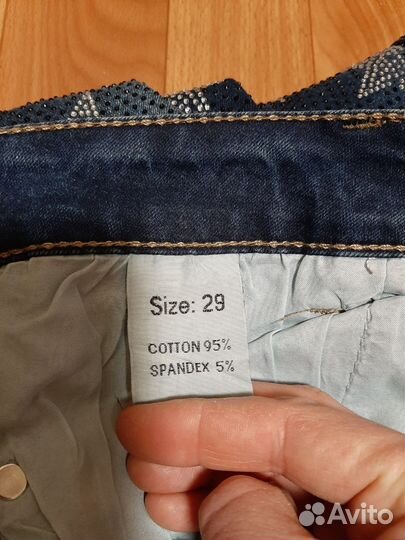 Size: 29
COTTON 95%
SPANDEX 5%
Avito